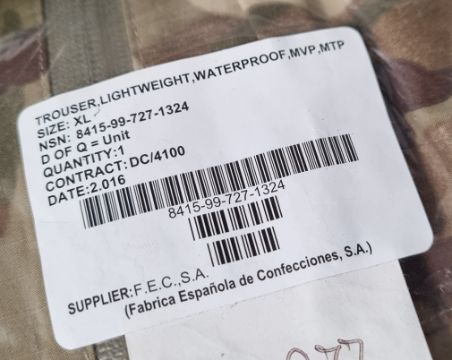 TROUSER,LIGHTWEIGHT,WATERPROOF,MVP,MTP
SIZE: XL
NSN: 8415-99-727-1324
D OF Q = Unit
QUANTITY:1
CONTRACT: DC/4100
DATE:2.016
8415-99-727-1324
SUPPLIER:F.E.C.,S.A.
(Fabrica Española de Confecciones, S.A.)